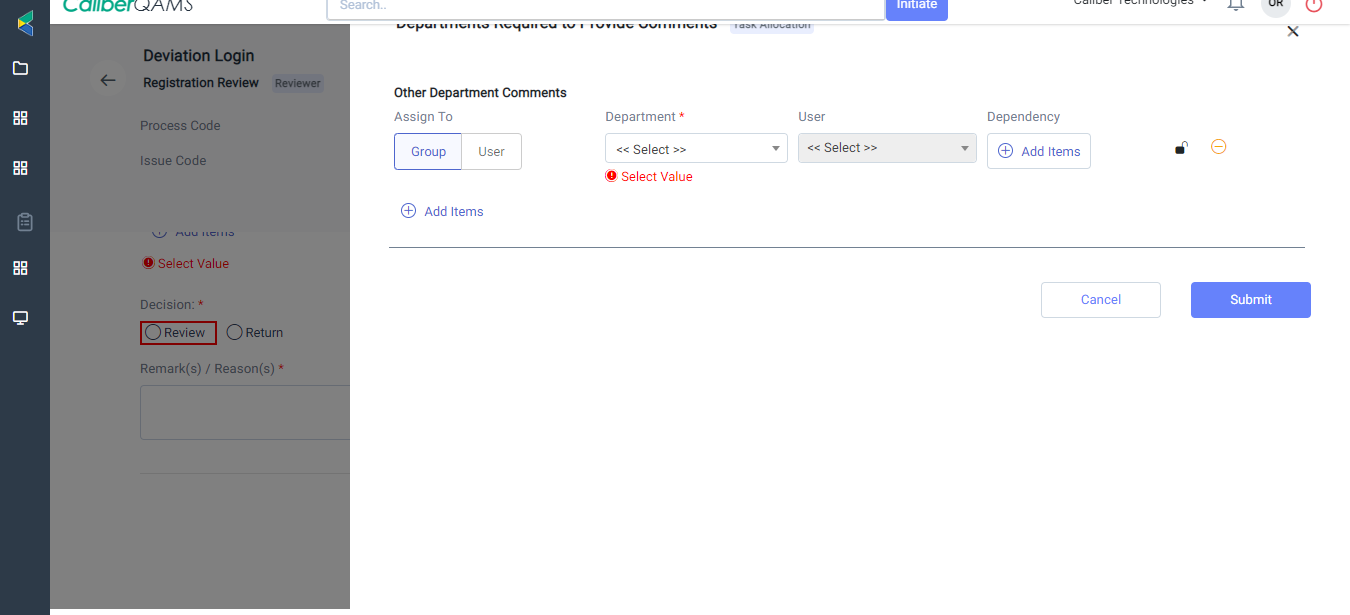 CaliberQAMS
Search..
Initiate
Caliber Technologies
UR
Departments Required to Provide Comments
Task Allocation
Deviation Login
Registration Review
Reviewer
Process Code
Issue Code
Add Items
Select Value
Decision: *
Review
Return
Remark(s) / Reason(s) *
Other Department Comments
Assign To
Department *
User
Dependency
Group
User
<< Select >>
<< Select >>
Add Items
Select Value
Add Items
Cancel
Submit